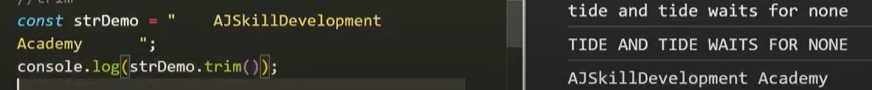 //trim
const strDemo = "    AJSkillDevelopment
Academy      ";
console.log(strDemo.trim());
tide and tide waits for none
TIDE AND TIDE WAITS FOR NONE
AJSkillDevelopment Academy